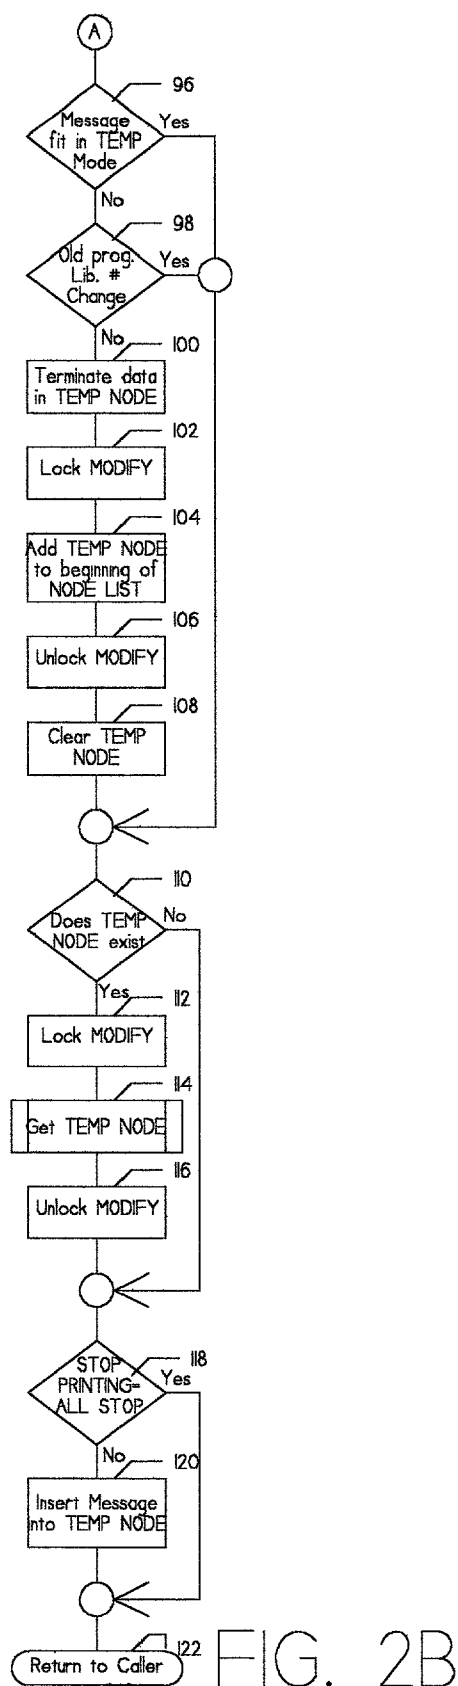 A
96
Message
fit in TEMP
Mode
Yes
No
98
Old prog.
Lib. #
Change
Yes
No
100
Terminate data
in TEMP NODE
102
Lock MODIFY
104
Add TEMP NODE
to beginning of
NODE LIST
106
Unlock MODIFY
108
Clear TEMP
NODE
110
Does TEMP
NODE exist
No
Yes
112
Lock MODIFY
114
Get TEMP NODE
116
Unlock MODIFY
118
STOP
PRINTING=
ALL STOP
Yes
No
120
Insert Message
into TEMP NODE
122
Return to Caller
FIG. 2B